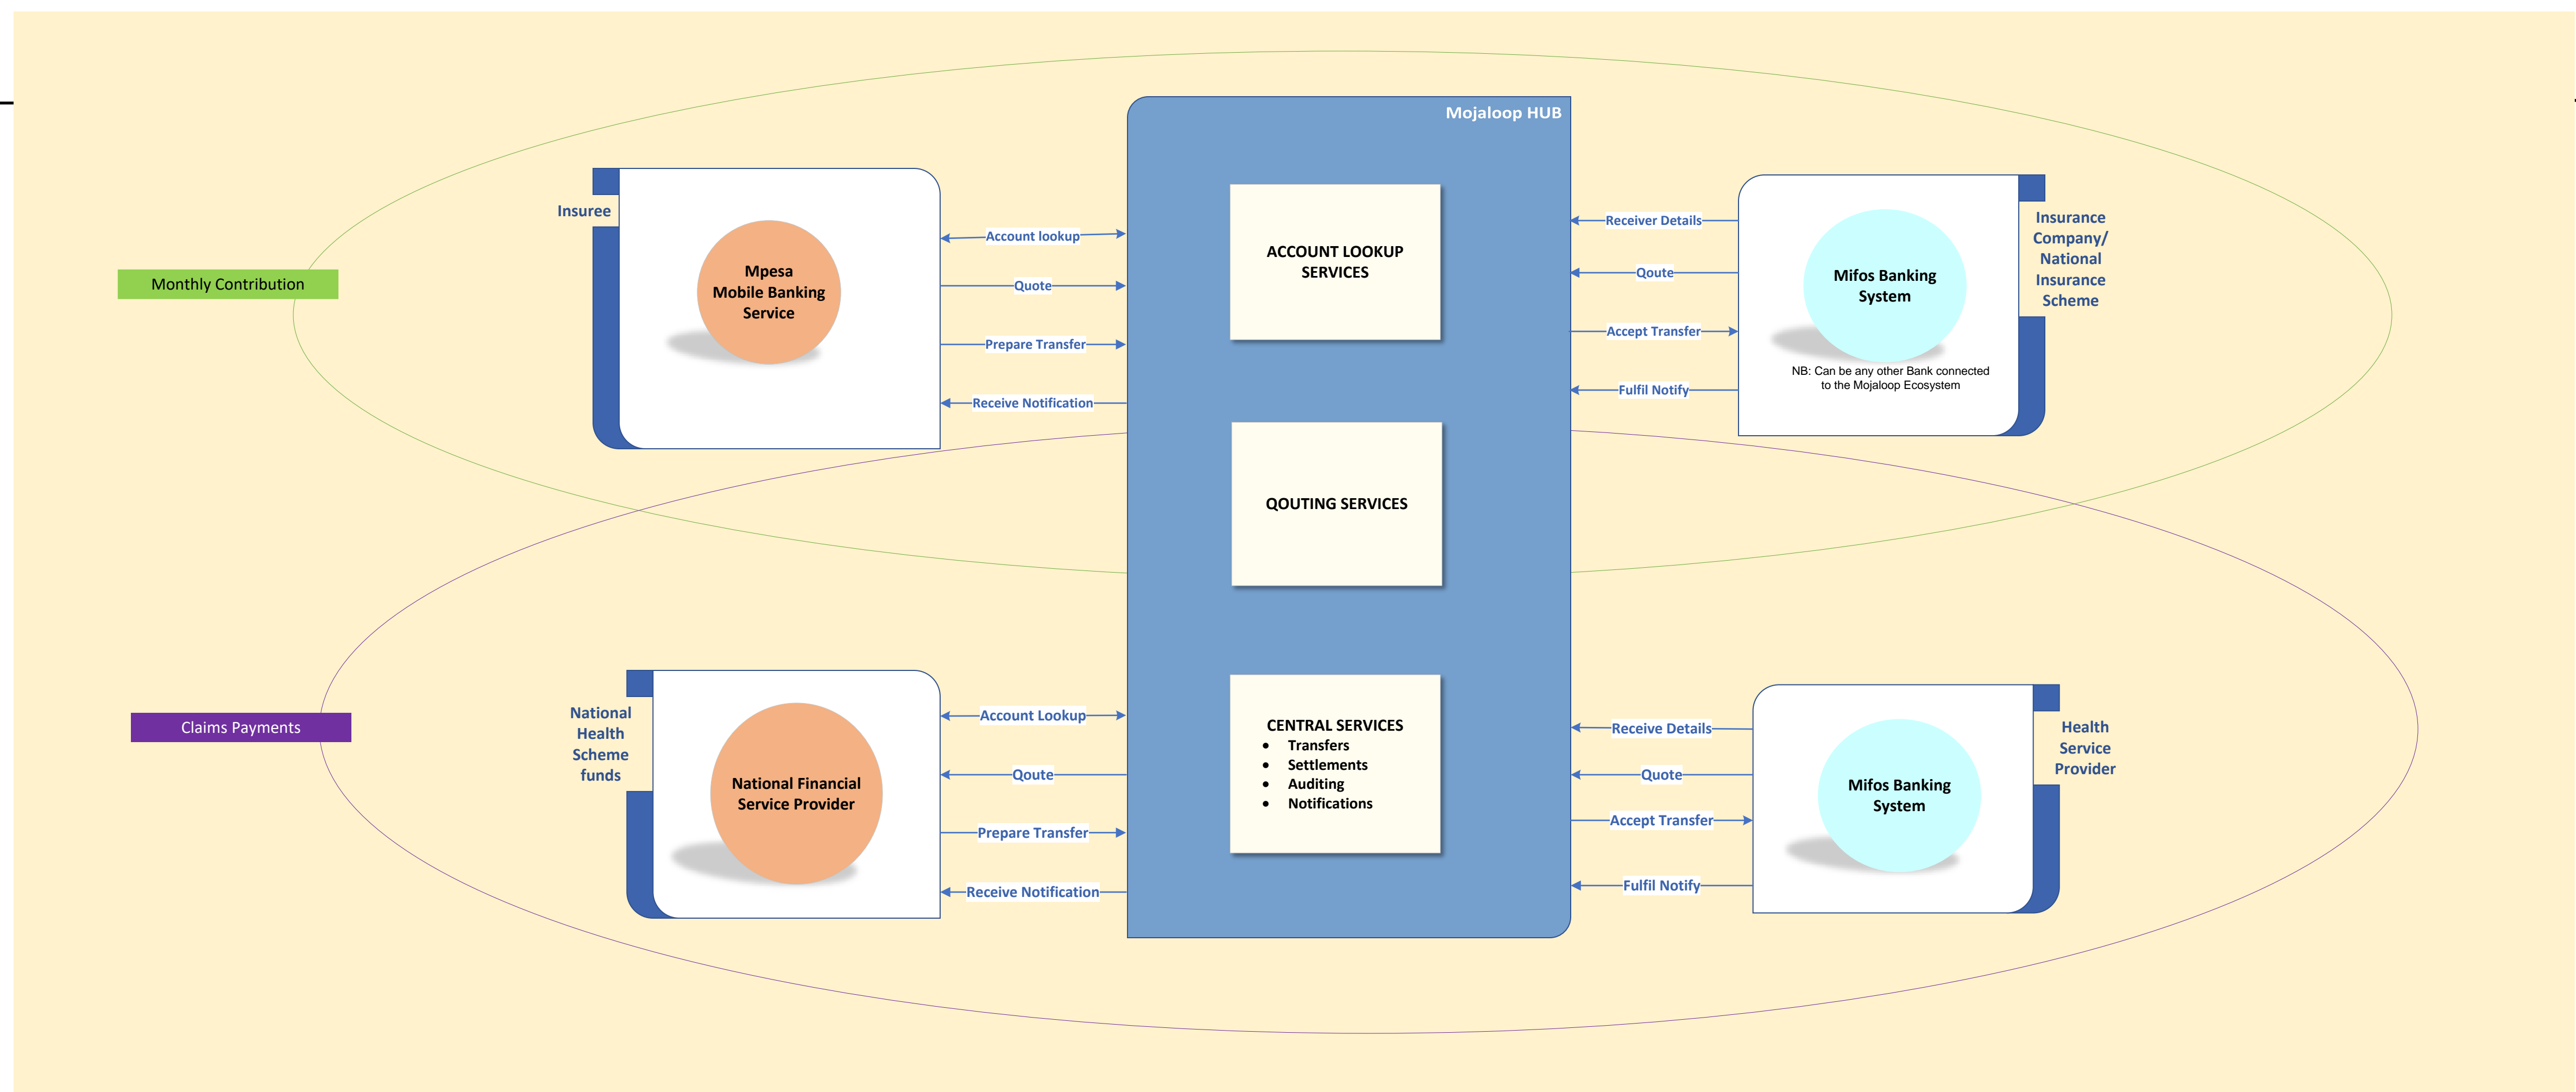 Mojaloop HUB
Monthly Contribution
Insuree
Mpesa
Mobile Banking
Service
Account lookup
Quote
Prepare Transfer
Receive Notification
ACCOUNT LOOKUP
SERVICES
Receiver Details
Qoute
Accept Transfer
Fulfil Notify
Mifos Banking
System
NB: Can be any other Bank connected
to the Mojaloop Ecosystem
Insurance
Company/
National
Insurance
Scheme
QOUTING SERVICES
Claims Payments
National
Health
Scheme
funds
National Financial
Service Provider
Account Lookup
Qoute
Prepare Transfer
Receive Notification
CENTRAL SERVICES
• Transfers
• Settlements
• Auditing
• Notifications
Receive Details
Quote
Accept Transfer
Fulfil Notify
Mifos Banking
System
Health
Service
Provider